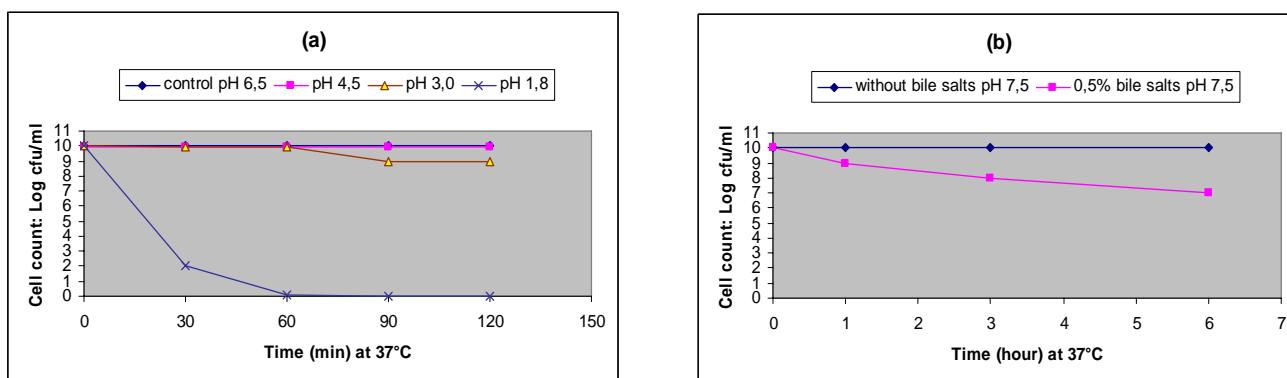 (a)
control pH 6,5 pH 4,5 pH 3,0 pH 1,8
Cell count: Log cfu/ml
11
10
9
8
7
6
5
4
3
2
1
0
0 30 60 90 120 150
Time (min) at 37°C
(b)
without bile salts pH 7,5 0,5% bile salts pH 7,5
Cell count: Log cfu/ml
11
10
9
8
7
6
5
4
3
2
1
0
0 1 2 3 4 5 6 7
Time (hour) at 37°C